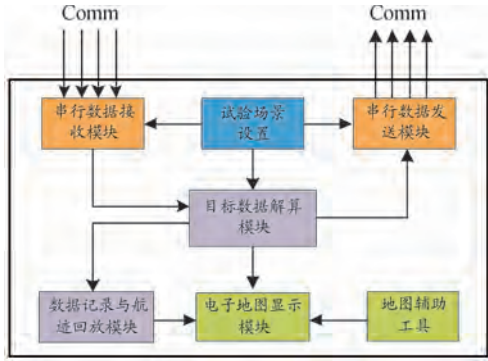 Comm
Comm
串行数据接
收模块
试验场景
设置
串行数据发
送模块
目标数据解算
模块
数据记录与航
迹回放模块
电子地图显示
模块
地图辅助
工具